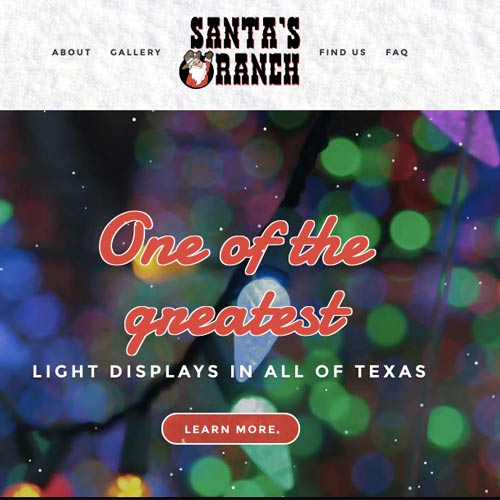 ABOUT GALLERY SANTA'S RANCH FIND US FAQ
One of the
greatest
LIGHT DISPLAYS IN ALL OF TEXAS
LEARN MORE